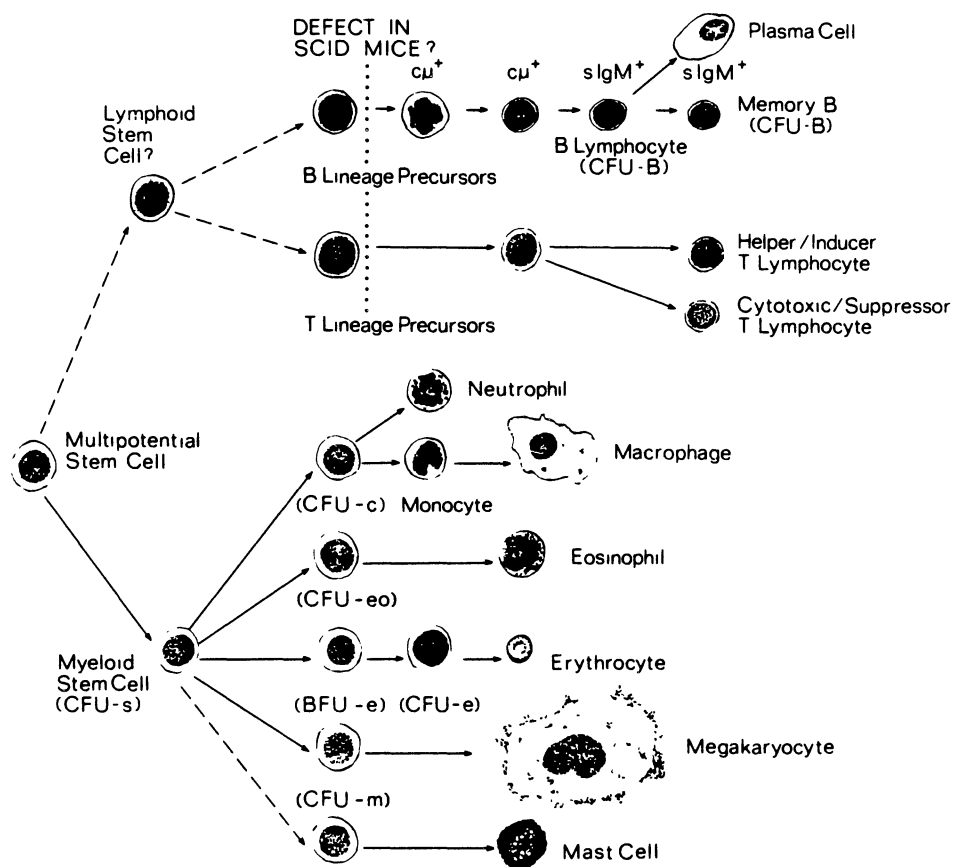 DEFECT IN
SCID MICE?
Plasma Cell
cμ+
cμ+
sIgM+
sIgM+
Lymphoid
Stem
Cell?
Memory B
(CFU-B)
B Lymphocyte
(CFU-B)
B Lineage Precursors
Helper/Inducer
T Lymphocyte
T Lineage Precursors
Cytotoxic/Suppressor
T Lymphocyte
Neutrophil
Multipotential
Stem Cell
Macrophage
(CFU-c)
Monocyte
Eosinophil
(CFU-eo)
Myeloid
Stem Cell
(CFU-s)
Erythrocyte
(BFU-e)
(CFU-e)
Megakaryocyte
(CFU-m)
Mast Cell